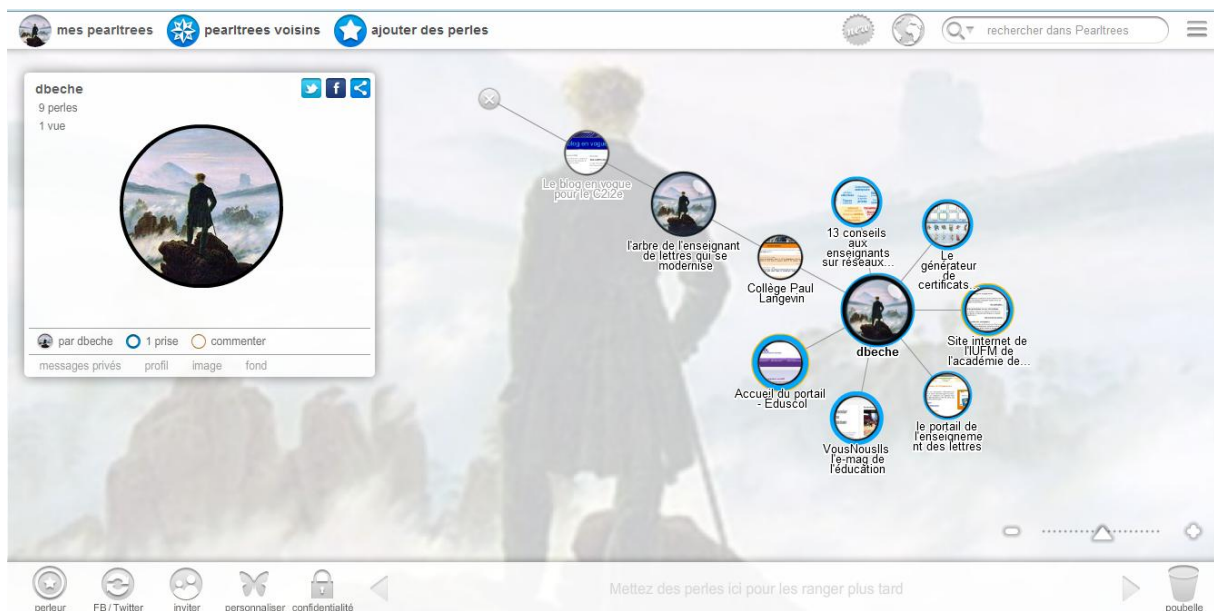 mes pearltrees
pearltrees voisins
ajouter des perles
new
rechercher dans Pearltrees
dbeche
9 perles
1 vue
par dbeche
1 prise
commenter
messages privés
profil
image
fond
blog en vogue
Le blog en vogue
pour le C2i2e
l'arbre de l'enseignant
de lettres qui se
modernise
Collège Paul
Langevin
13 conseils
aux
enseignants
sur réseaux...
Le
générateur
de
certificats...
dbeche
Site internet de
l'IUFM de
l'académie de...
Accueil du portail
- Eduscol
VousNousIls
l'e-mag de
l'éducation
le portail de
l'enseigneme
nt des lettres
perleur
FB / Twitter
inviter
personnaliser
confidentialité
Mettez des perles ici pour les ranger plus tard
poubelle